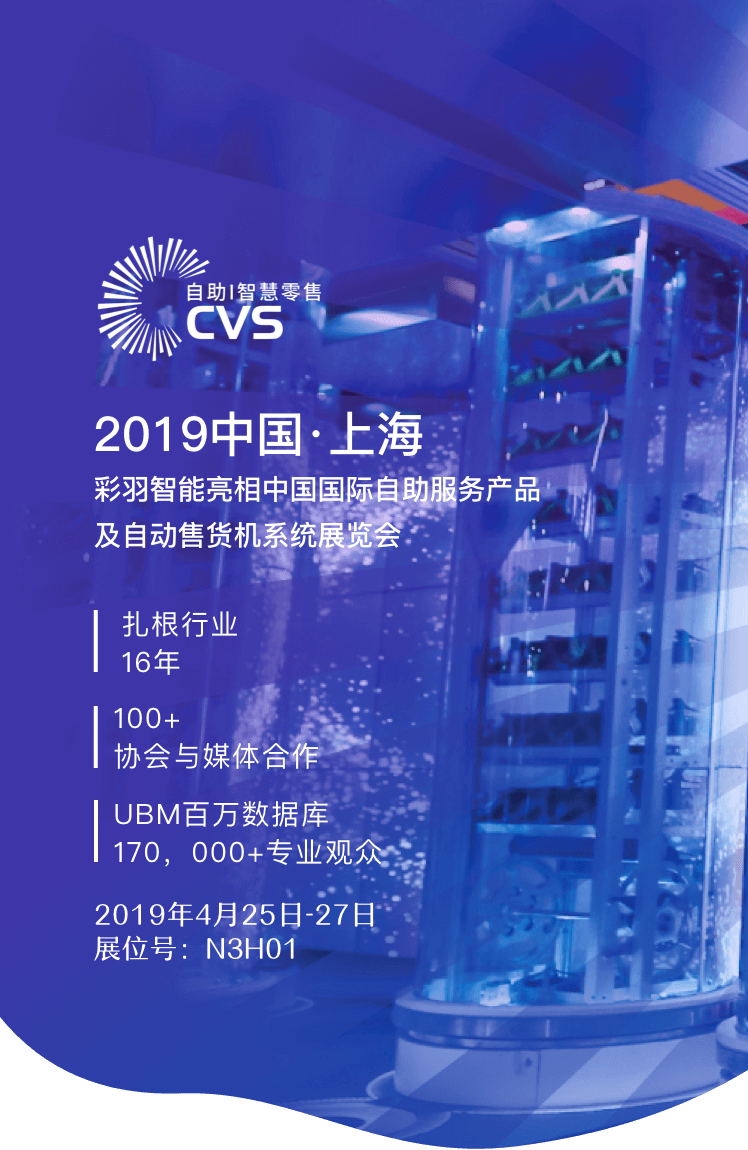 自助|智慧零售
CVS
2019中国·上海
彩羽智能亮相中国国际自助服务产品
及自动售货机系统展览会
扎根行业
16年
100+
协会与媒体合作
UBM百万数据库
170，000+专业观众
2019年4月25日-27日
展位号：N3H01